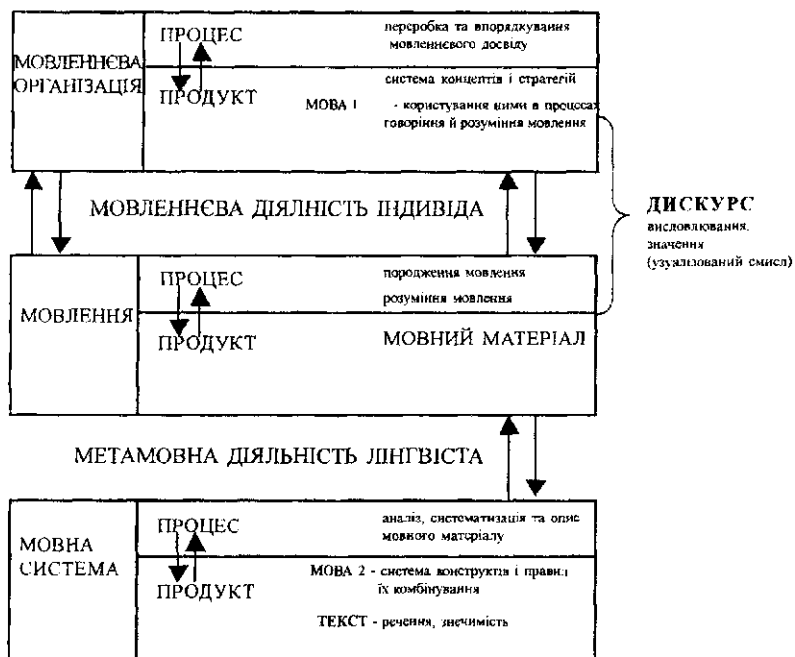 МОВЛЕННЄВА
ОРГАНІЗАЦІЯ
ПРОЦЕС
переробка та впорядкування
мовленнєвого досвіду
ПРОДУКТ
система концептів і стратегій
МОВА 1 - користування ними в процесах
говоріння й розуміння мовлення
МОВЛЕННЄВА ДІЯЛНІСТЬ ІНДИВІДА
ДИСКУРС
висловлювання,
значення
(узуалізований смисл)
МОВЛЕННЯ
ПРОЦЕС
породження мовлення
розуміння мовлення
ПРОДУКТ
МОВНИЙ МАТЕРІАЛ
МЕТАМОВНА ДІЯЛЬНІСТЬ ЛІНГВІСТА
МОВНА
СИСТЕМА
ПРОЦЕС
аналіз, систематизація та опис
мовного матеріалу
ПРОДУКТ
МОВА 2 - система конструктів і правил
їх комбінування
ТЕКСТ - речення, значимість